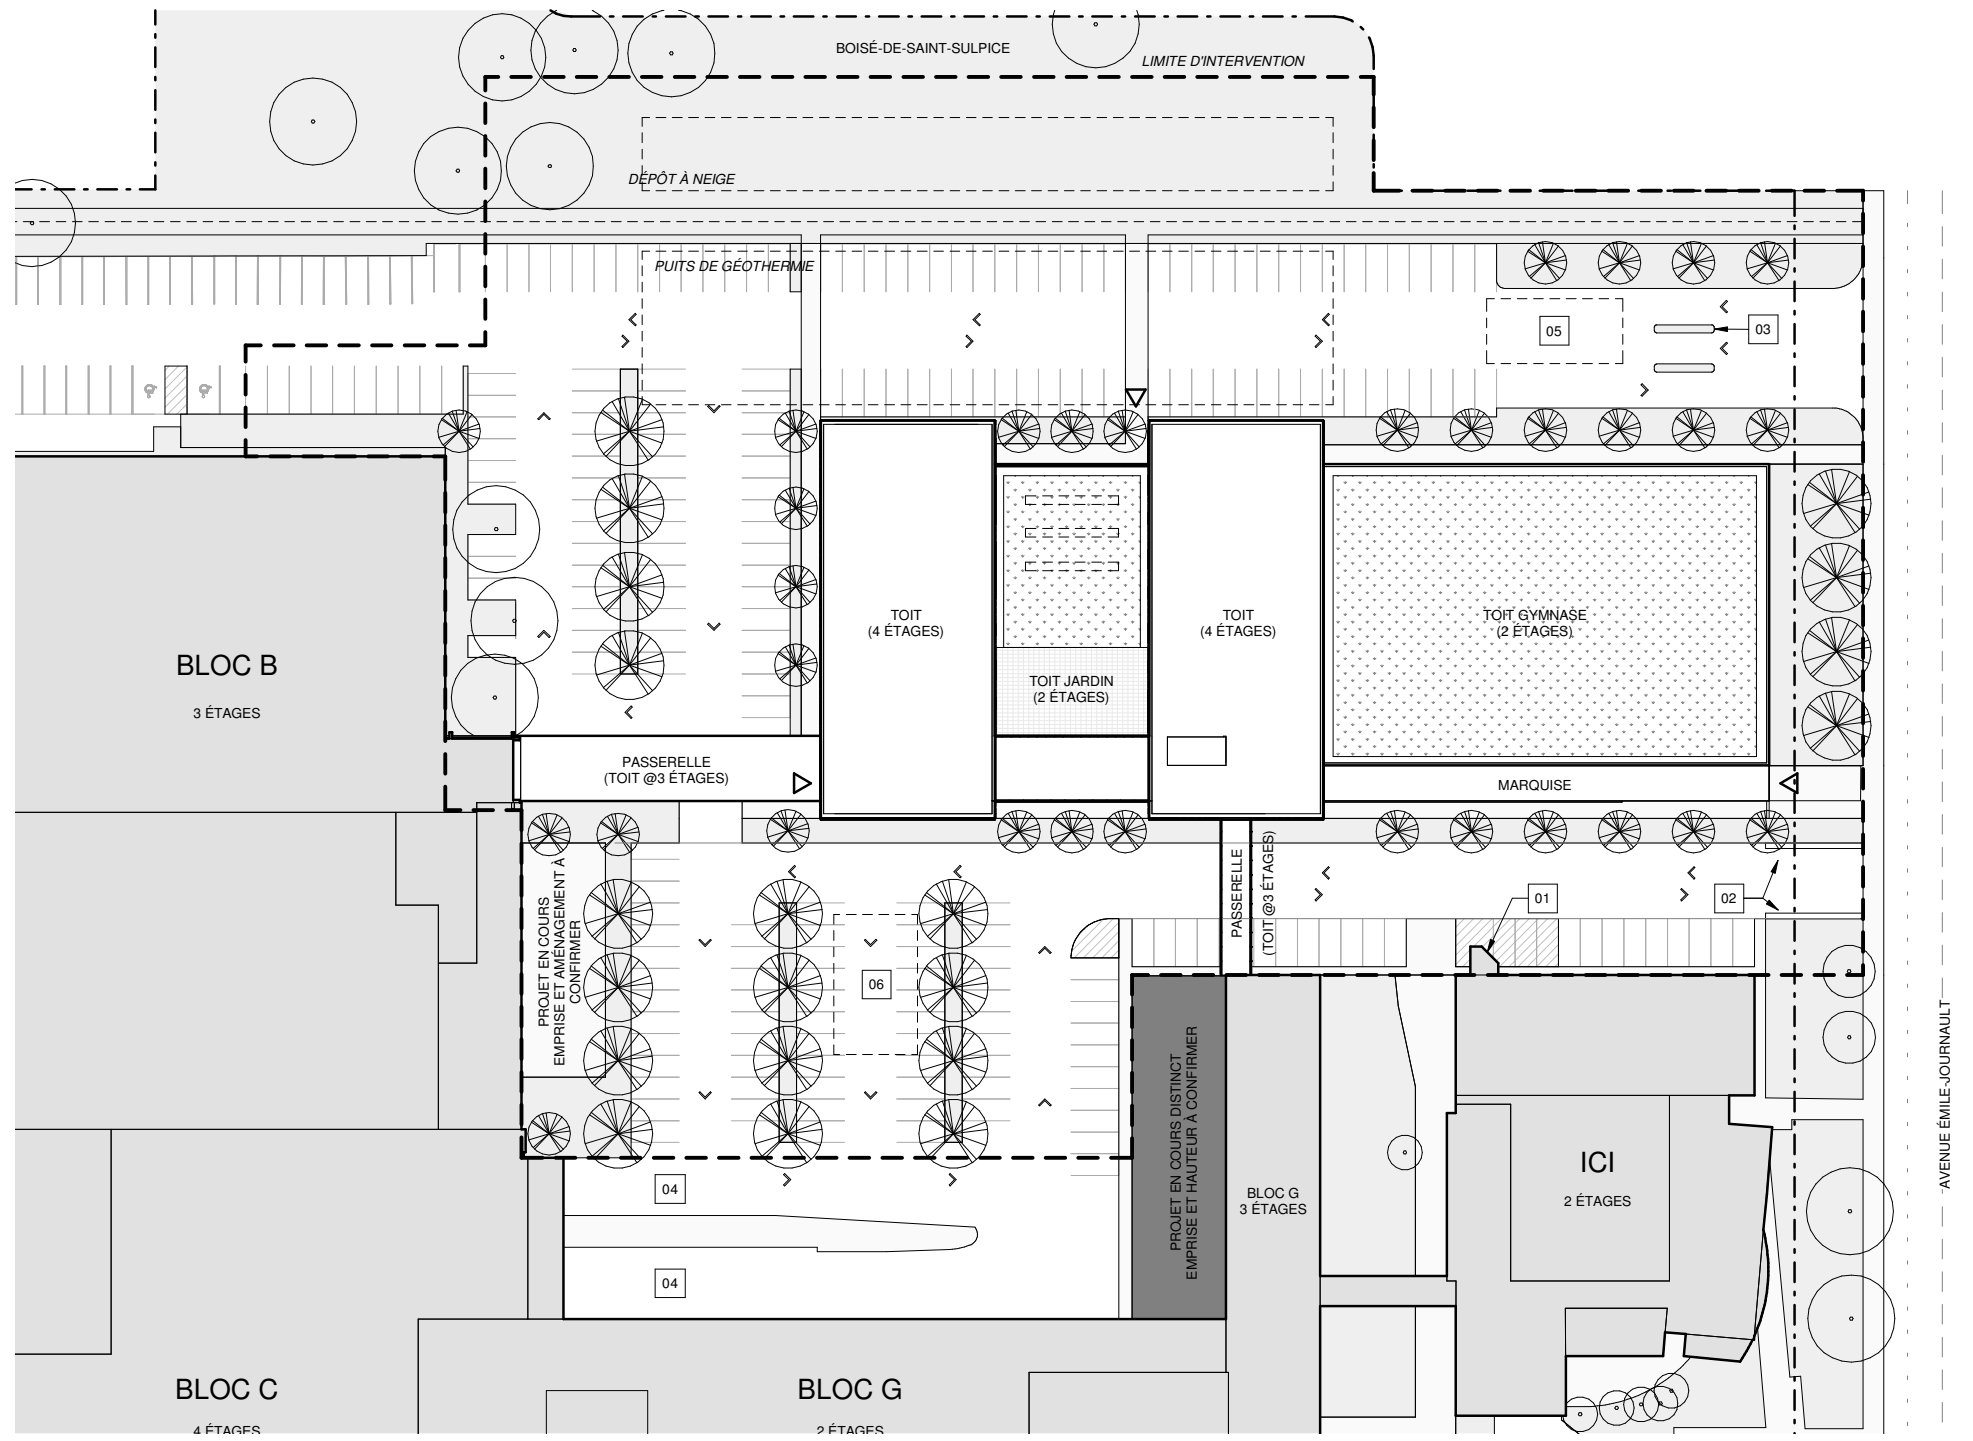 BOISÉ-DE-SAINT-SULPICE
LIMITE D'INTERVENTION
DÉPÔT À NEIGE
PUITS DE GÉOTHERMIE
05
03
TOIT
(4 ÉTAGES)
TOIT
(4 ÉTAGES)
TOIT GYMNASE
(2 ÉTAGES)
BLOC B
3 ÉTAGES
TOIT JARDIN
(2 ÉTAGES)
PASSERELLE
(TOIT @3 ÉTAGES)
MARQUISE
PASSERELLE
(TOIT @3 ÉTAGES)
01
02
PROJET EN COURS
EMPRISE ET AMÉNAGEMENT À
CONFIRMER
06
PROJET EN COURS DISTINCT
EMPRISE ET HAUTEUR À CONFIRMER
AVENUE ÉMILE-JOURNAULT
04
BLOC G
3 ÉTAGES
ICI
2 ÉTAGES
04
BLOC C
4 ÉTAGES
BLOC G
2 ÉTAGES